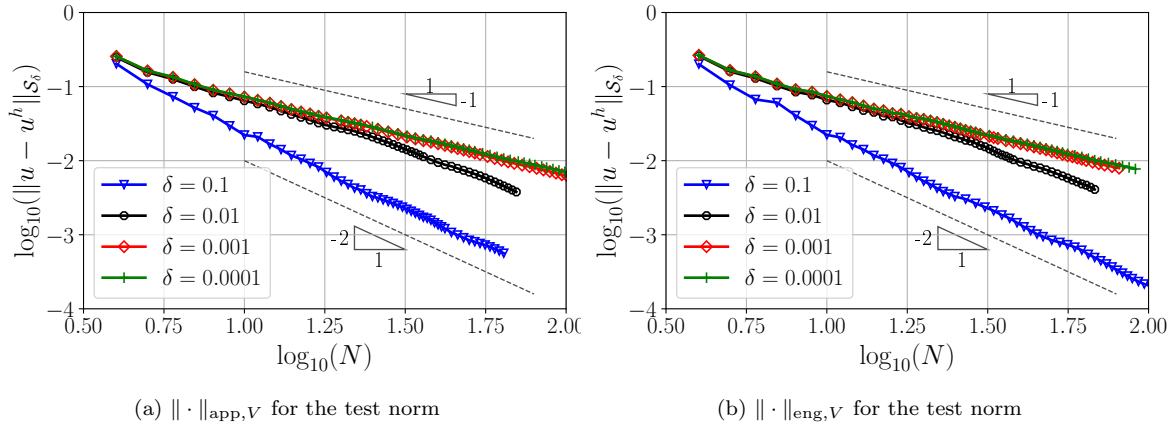 0
−1
−2
−3
−4
log₁₀(‖u − u^h‖_{S_δ})
1
-1
-2
1
δ = 0.1
δ = 0.01
δ = 0.001
δ = 0.0001
0.50 0.75 1.00 1.25 1.50 1.75 2.00
log₁₀(N)
(a) ‖ · ‖_{app,V} for the test norm
0
−1
−2
−3
−4
log₁₀(‖u − u^h‖_{S_δ})
1
-1
-2
1
δ = 0.1
δ = 0.01
δ = 0.001
δ = 0.0001
0.50 0.75 1.00 1.25 1.50 1.75 2.00
log₁₀(N)
(b) ‖ · ‖_{eng,V} for the test norm